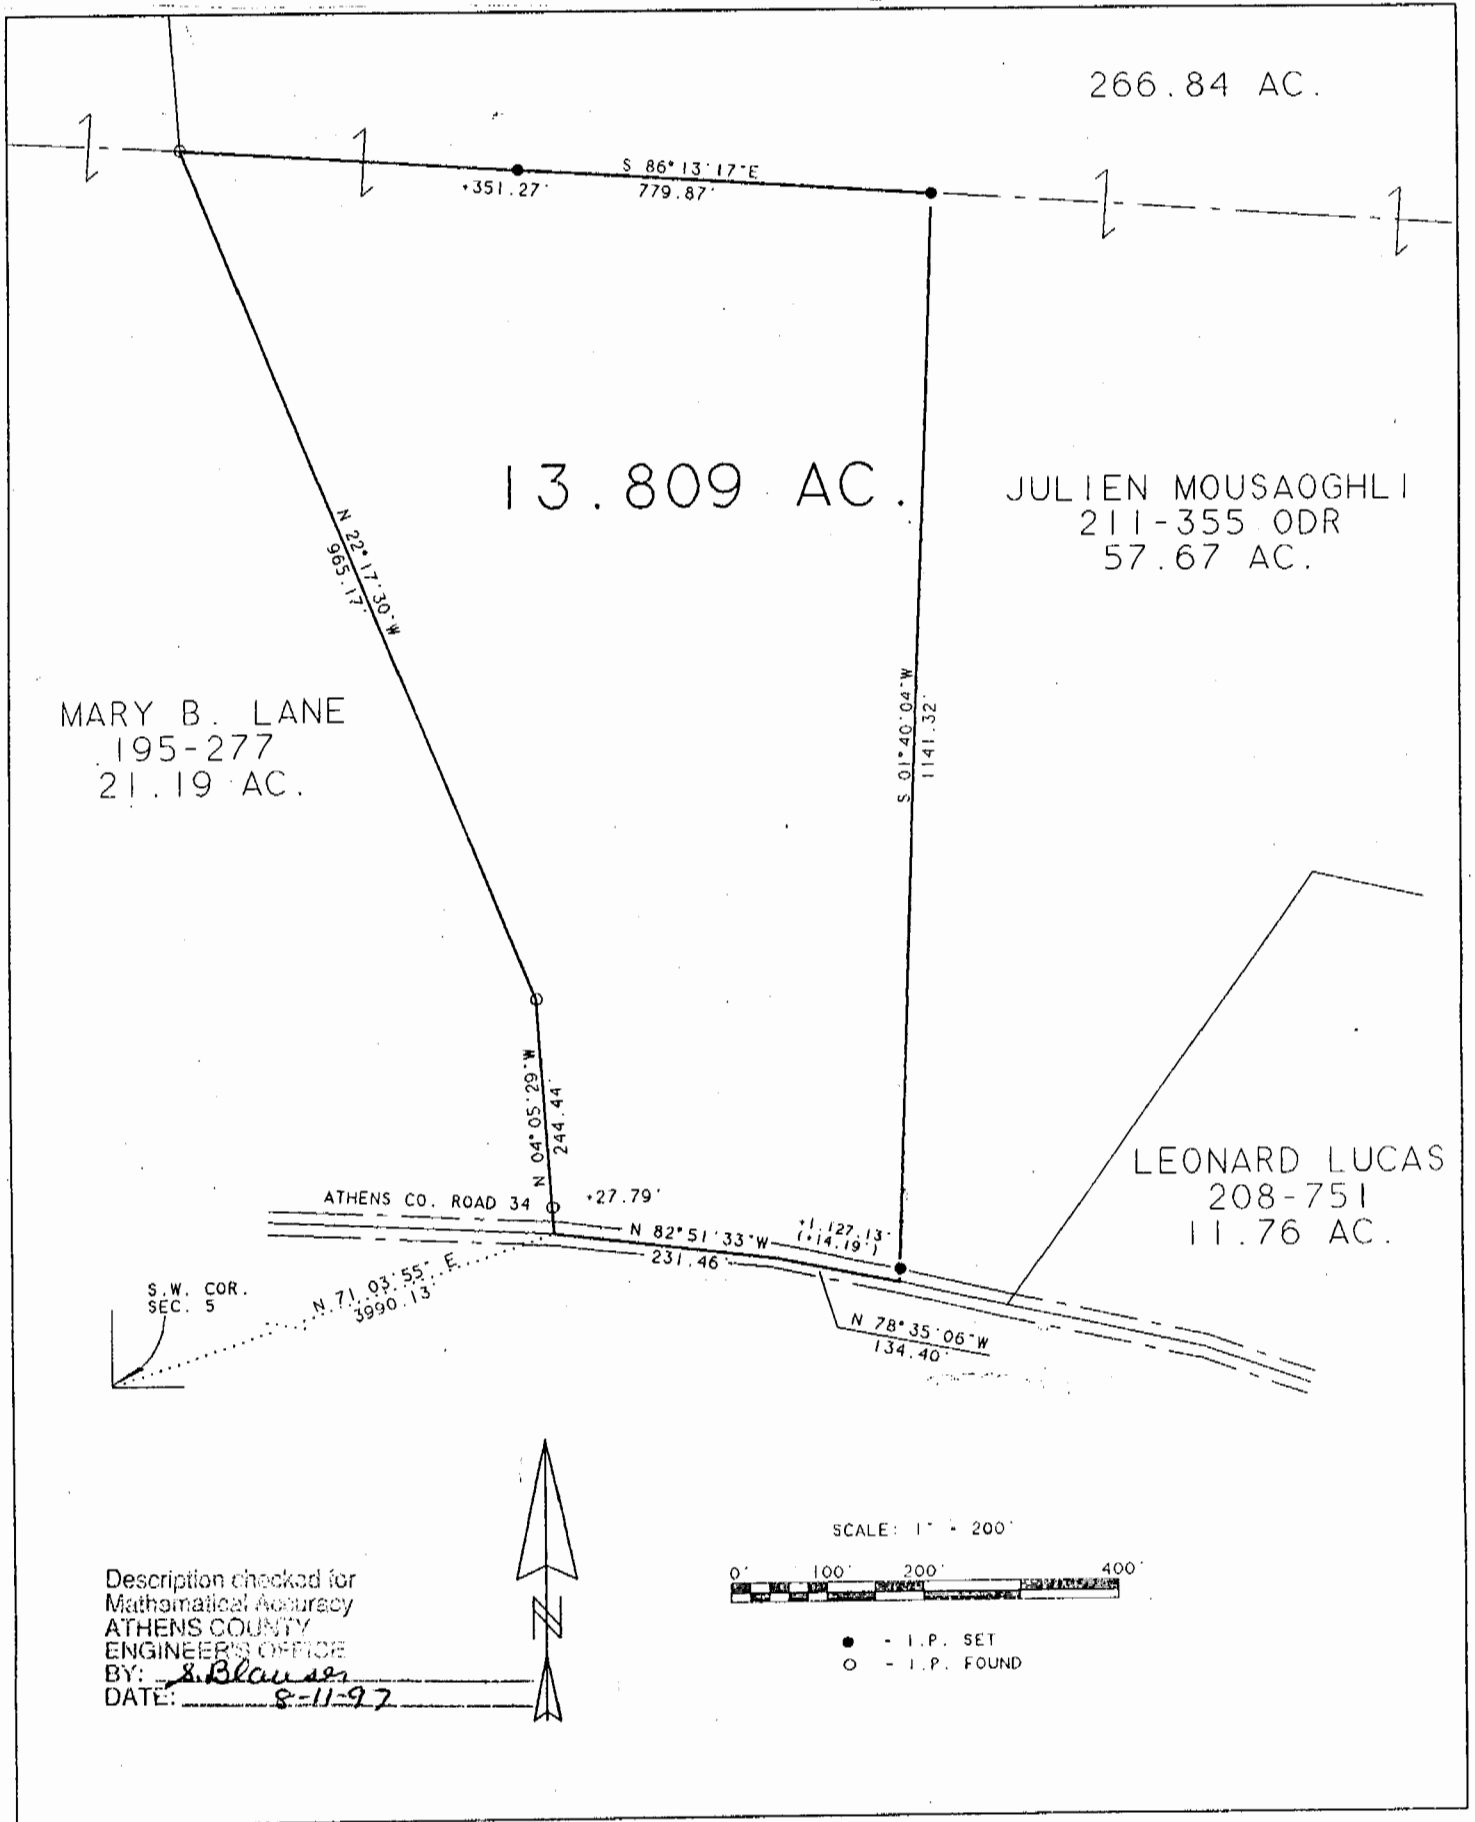 266.84 AC.
S 86°13'17"E
+351.27' 779.87'
13.809 AC.
JULIEN MOUSAOGHLI
211-355 ODR
57.67 AC.
N 22°17'30"W
965.17'
S 01°40'04"W
1141.32'
MARY B. LANE
195-277
21.19 AC.
N 04°05'29"W
244.44'
LEONARD LUCAS
208-751
11.76 AC.
ATHENS CO. ROAD 34
+27.79'
+1,127.13'
(+14.19')
N 82°51'33"W
231.46'
N 71 03'55" E
3990.13'
S.W. COR.
SEC. 5
N 78°35'06"W
134.40'
SCALE: 1" = 200'
0' 100' 200' 400'
N
Description checked for
Mathematical Accuracy
ATHENS COUNTY
ENGINEER'S OFFICE
BY: S. Blauser
DATE: 8-11-97
- I.P. SET
- I.P. FOUND